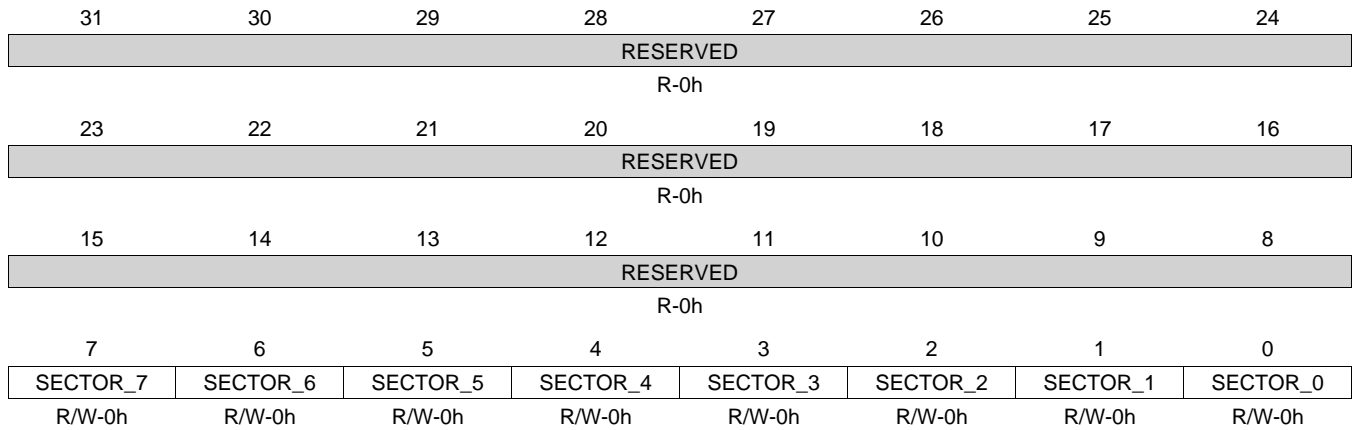 31 30 29 28 27 26 25 24
RESERVED
R-0h
23 22 21 20 19 18 17 16
RESERVED
R-0h
15 14 13 12 11 10 9 8
RESERVED
R-0h
7 6 5 4 3 2 1 0
SECTOR_7 SECTOR_6 SECTOR_5 SECTOR_4 SECTOR_3 SECTOR_2 SECTOR_1 SECTOR_0
R/W-0h R/W-0h R/W-0h R/W-0h R/W-0h R/W-0h R/W-0h R/W-0h